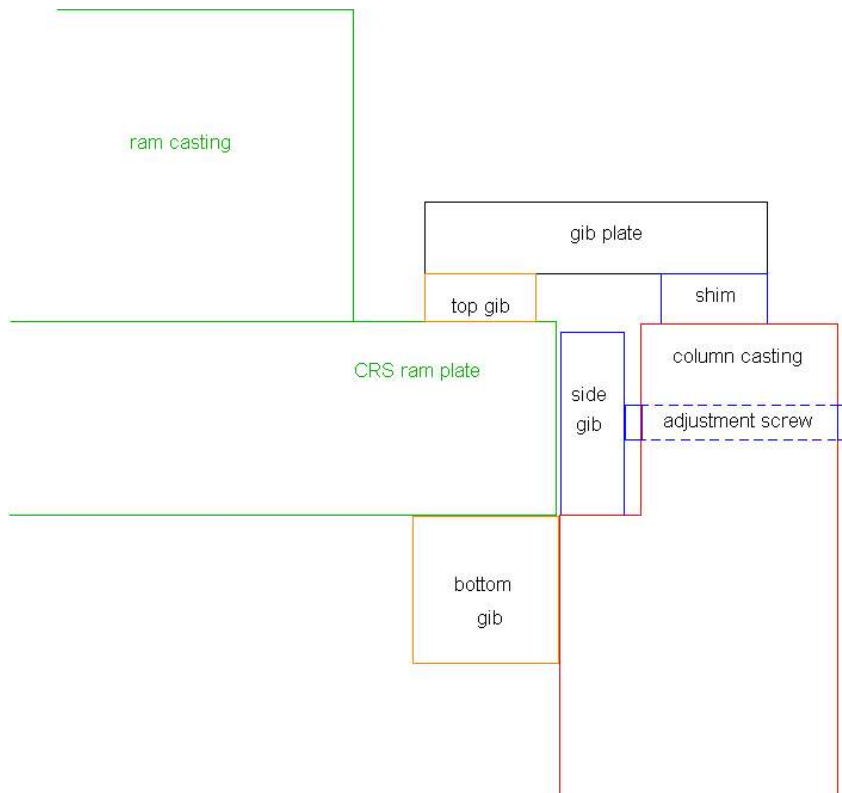 ram casting
gib plate
top gib
shim
column casting
CRS ram plate
side
gib
adjustment screw
bottom
gib